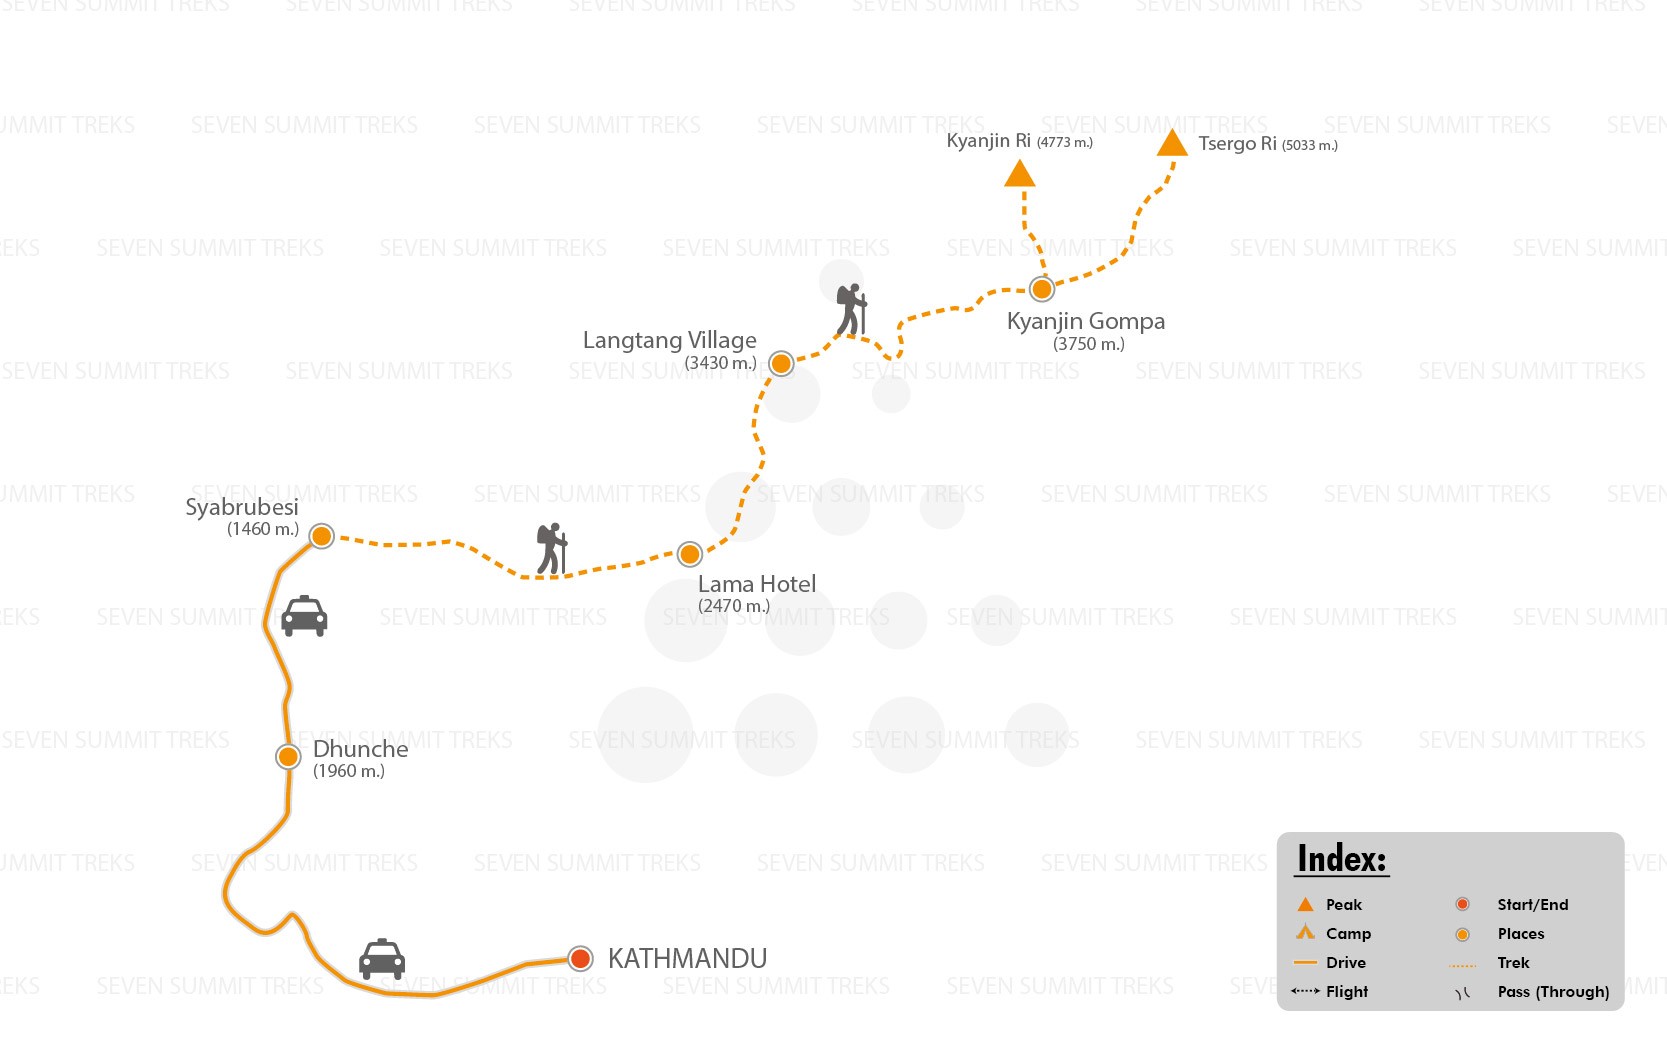 SEVEN SUMMIT TREKS
Kyanjin Ri (4773 m.)
Tsergo Ri (5033 m.)
Kyanjin Gompa
(3750 m.)
Langtang Village
(3430 m.)
Syabrubesi
(1460 m.)
Lama Hotel
(2470 m.)
Dhunche
(1960 m.)
KATHMANDU
Index:
Peak
Camp
Drive
Flight
Start/End
Places
Trek
Pass (Through)